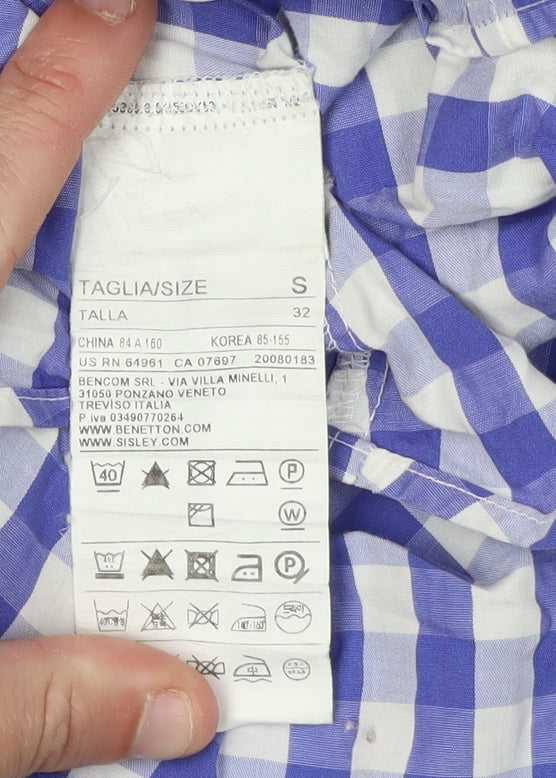 TAGLIA/SIZE S
TALLA 32
CHINA 84 A 160 KOREA 85-155
US RN 64961 CA 07697 20080183
BENCOM SRL - VIA VILLA MINELLI, 1
31050 PONZANO VENETO
TREVISO ITALIA
P.iva 03490770264
WWW.BENETTON.COM
WWW.SISLEY.COM
40 P
W
P